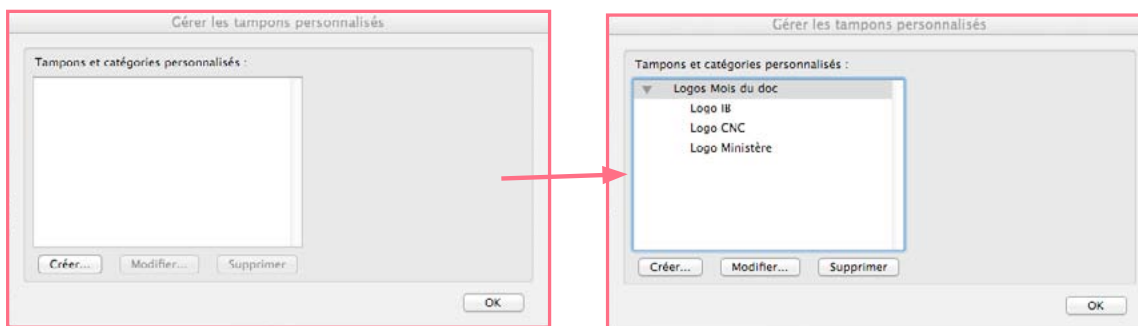 Gérer les tampons personnalisés
Tampons et catégories personnalisés :
Créer...
Modifier...
Supprimer
OK
Gérer les tampons personnalisés
Tampons et catégories personnalisés :
Logos Mois du doc
Logo IB
Logo CNC
Logo Ministère
Créer...
Modifier...
Supprimer
OK